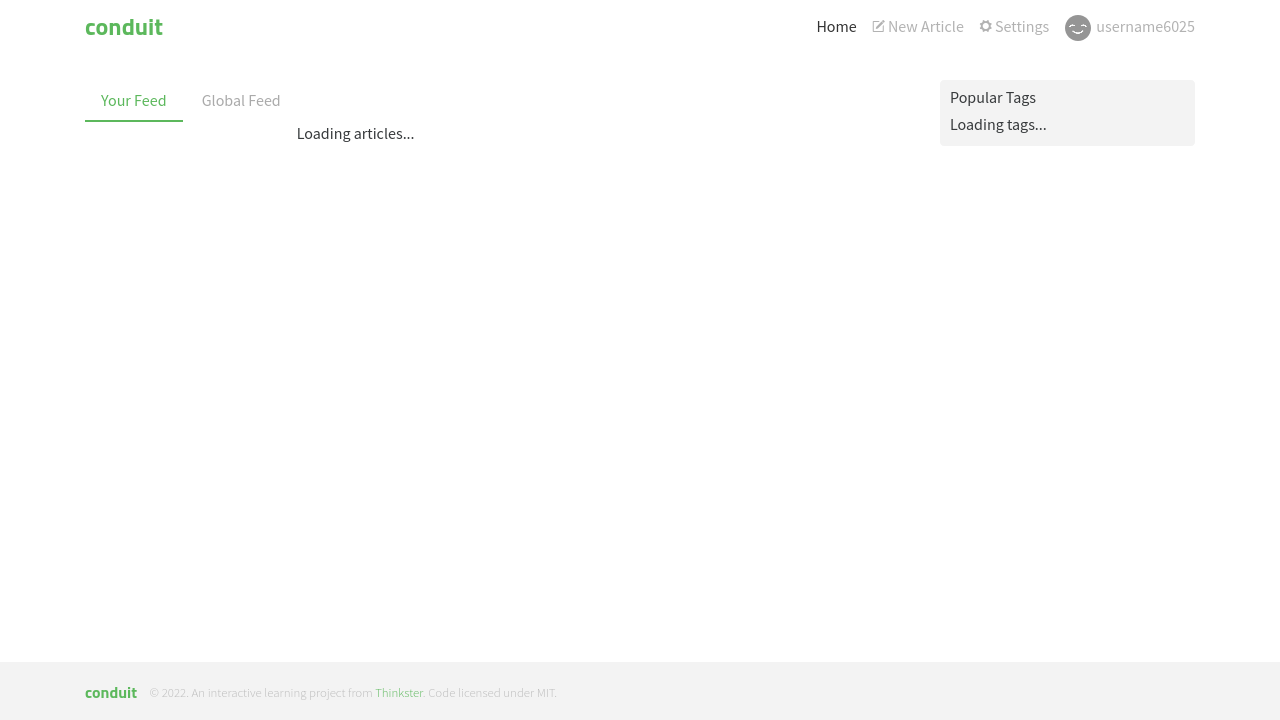 conduit
Home New Article Settings username6025
Your Feed Global Feed
Loading articles...
Popular Tags
Loading tags...
conduit © 2022. An interactive learning project from Thinkster. Code licensed under MIT.